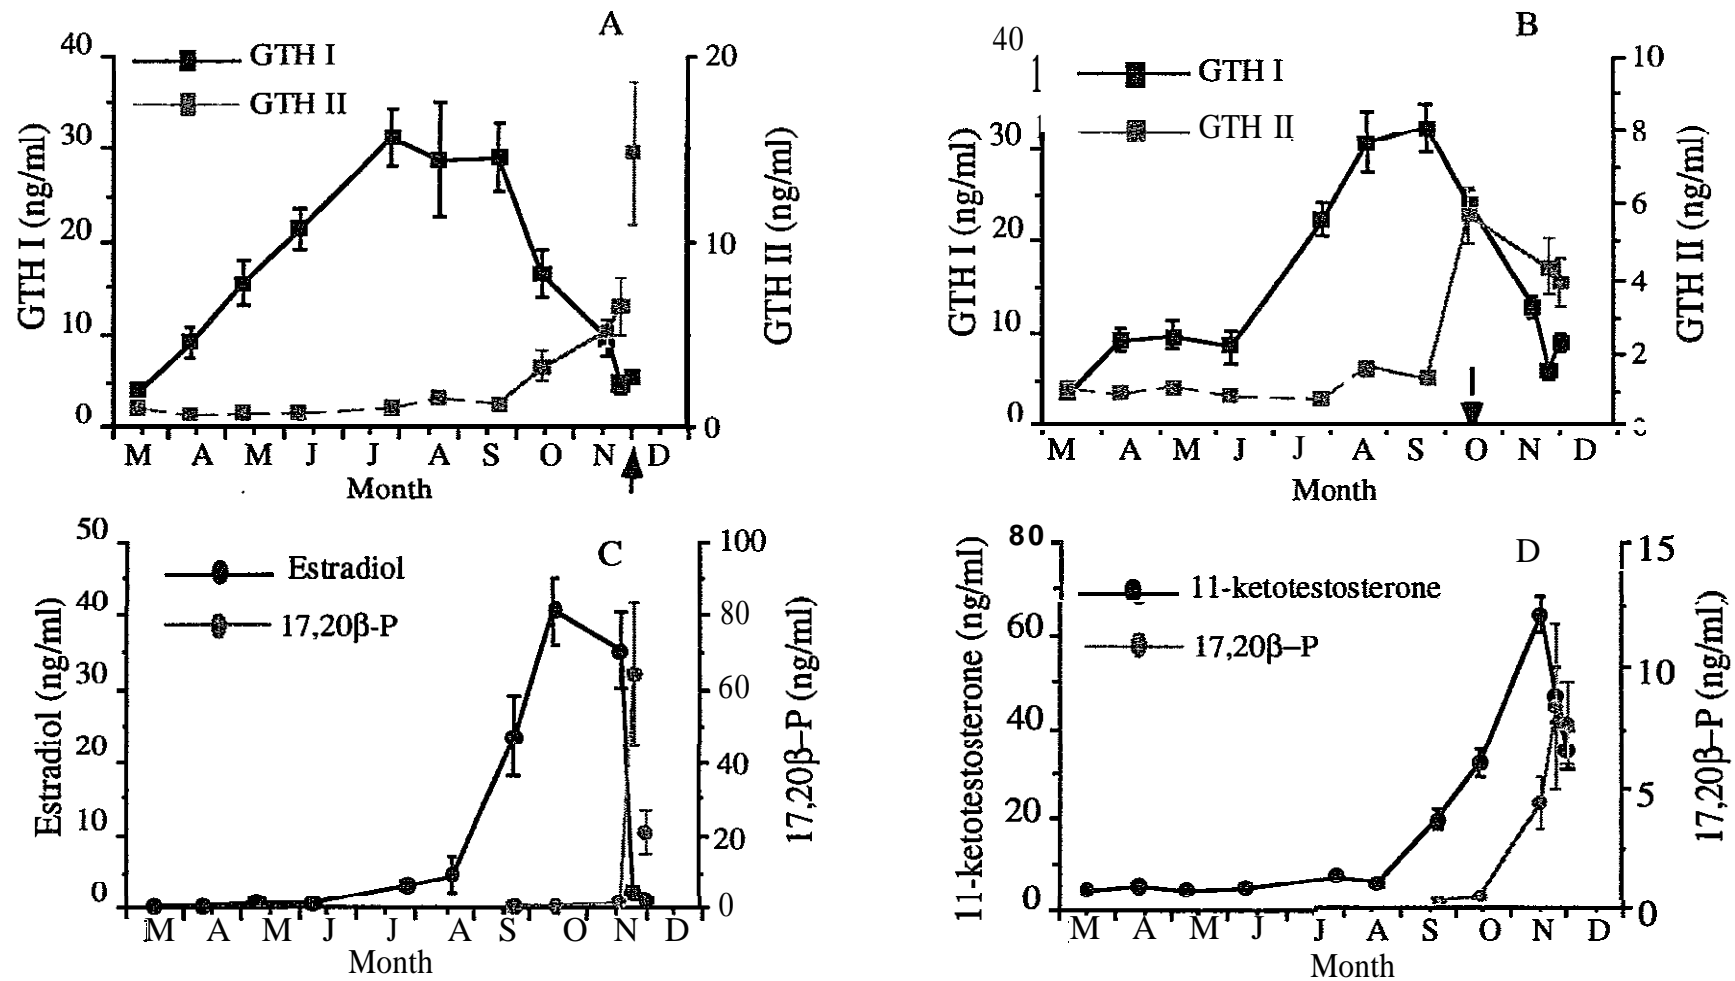 A
40
GTH I
GTH II
30
20
10
0
GTH I (ng/ml)
20
10
0
GTH II (ng/ml)
M A M J J A S O N D
Month
B
40
1
GTH I
GTH II
30
20
10
0
GTH I (ng/ml)
10
8
6
4
2
GTH II (ng/ml)
M A M J J A S O N D
Month
C
50
Estradiol
17,20β-P
40
30
20
10
0
Estradiol (ng/ml)
100
80
60
40
20
0
17,20β–P (ng/ml)
M A M J J A S O N D
Month
D
80
11-ketotestosterone
17,20β–P
60
40
20
0
11-ketotestosterone (ng/ml)
15
10
5
0
17,20β–P (ng/ml)
M A M J J A S O N D
Month